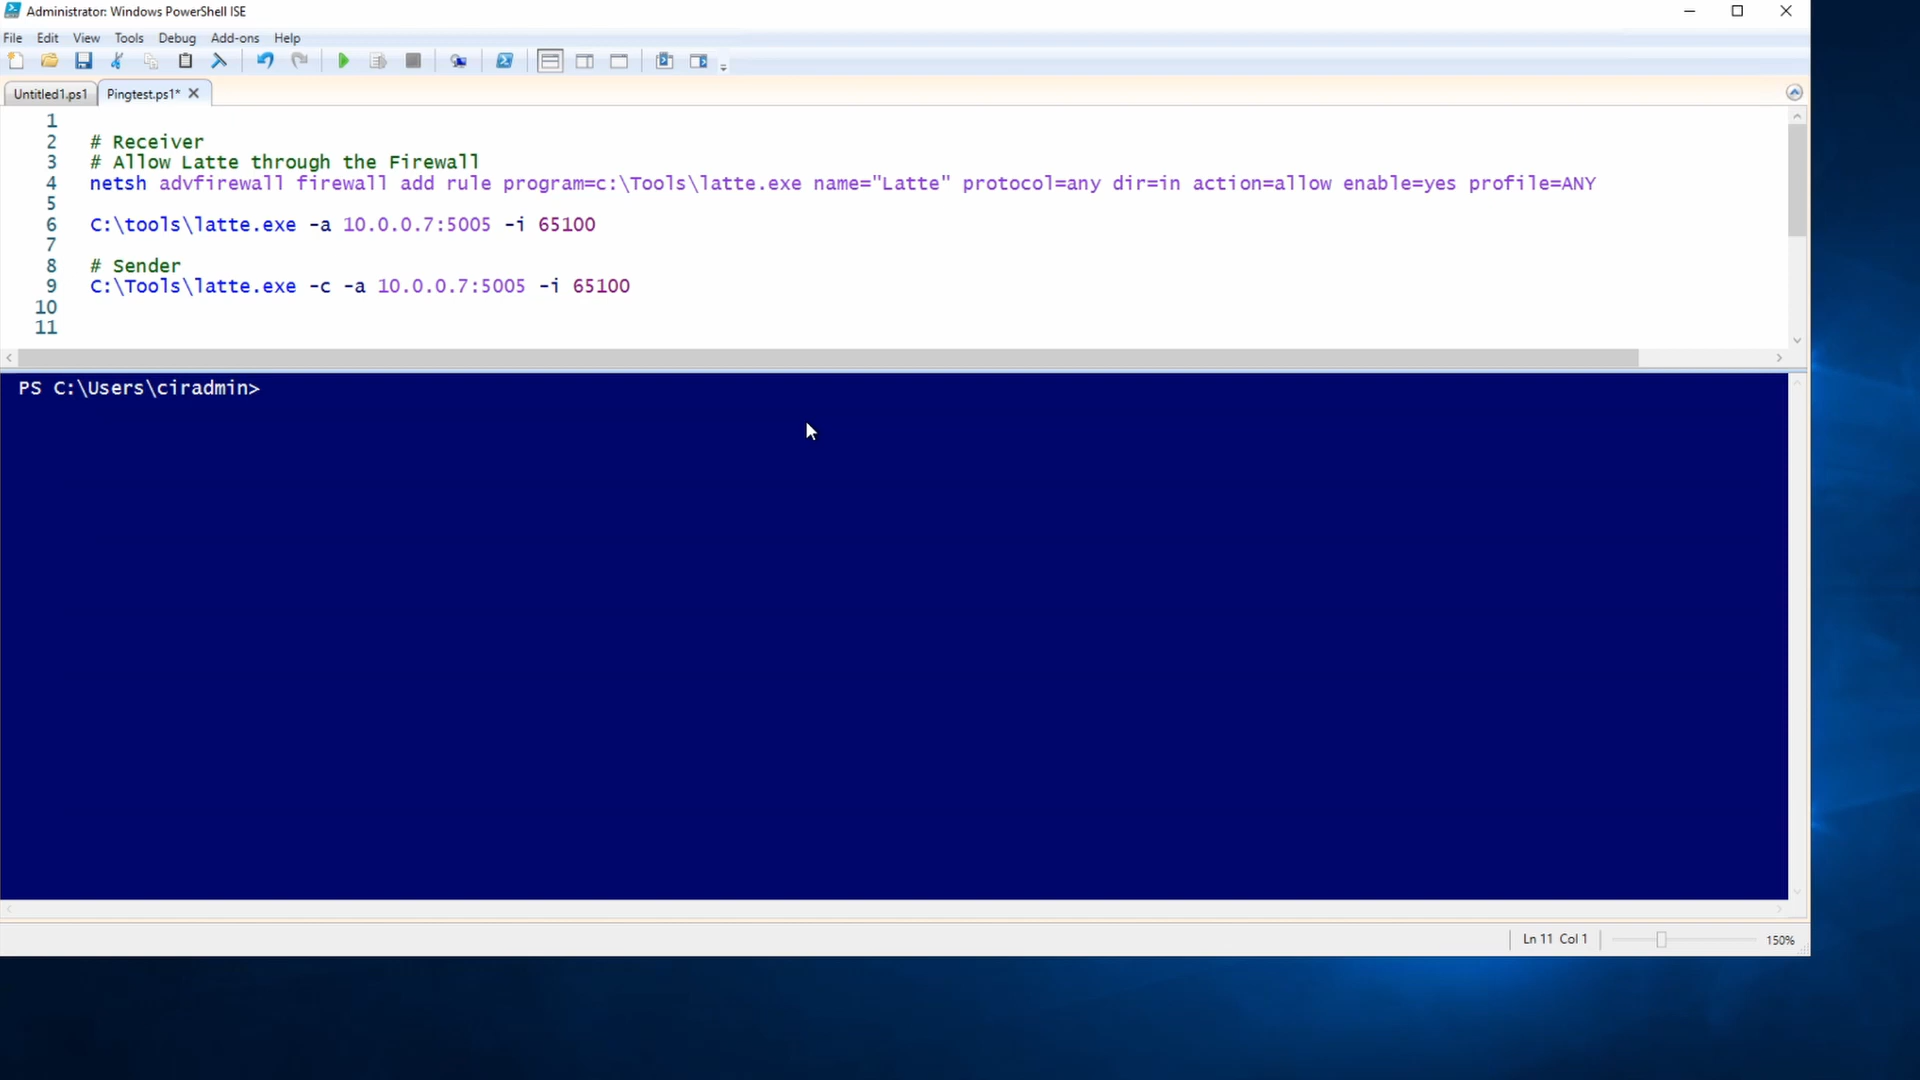 Administrator: Windows PowerShell ISE
File Edit View Tools Debug Add-ons Help
Untitled1.ps1 Pingtest.ps1*
1
2 # Receiver
3 # Allow Latte through the Firewall
4 netsh advfirewall firewall add rule program=c:\Tools\latte.exe name="Latte" protocol=any dir=in action=allow enable=yes profile=ANY
5
6 C:\tools\latte.exe -a 10.0.0.7:5005 -i 65100
7
8 # Sender
9 C:\Tools\latte.exe -c -a 10.0.0.7:5005 -i 65100
10
11
PS C:\Users\ciradmin>
Ln 11 Col 1 150%